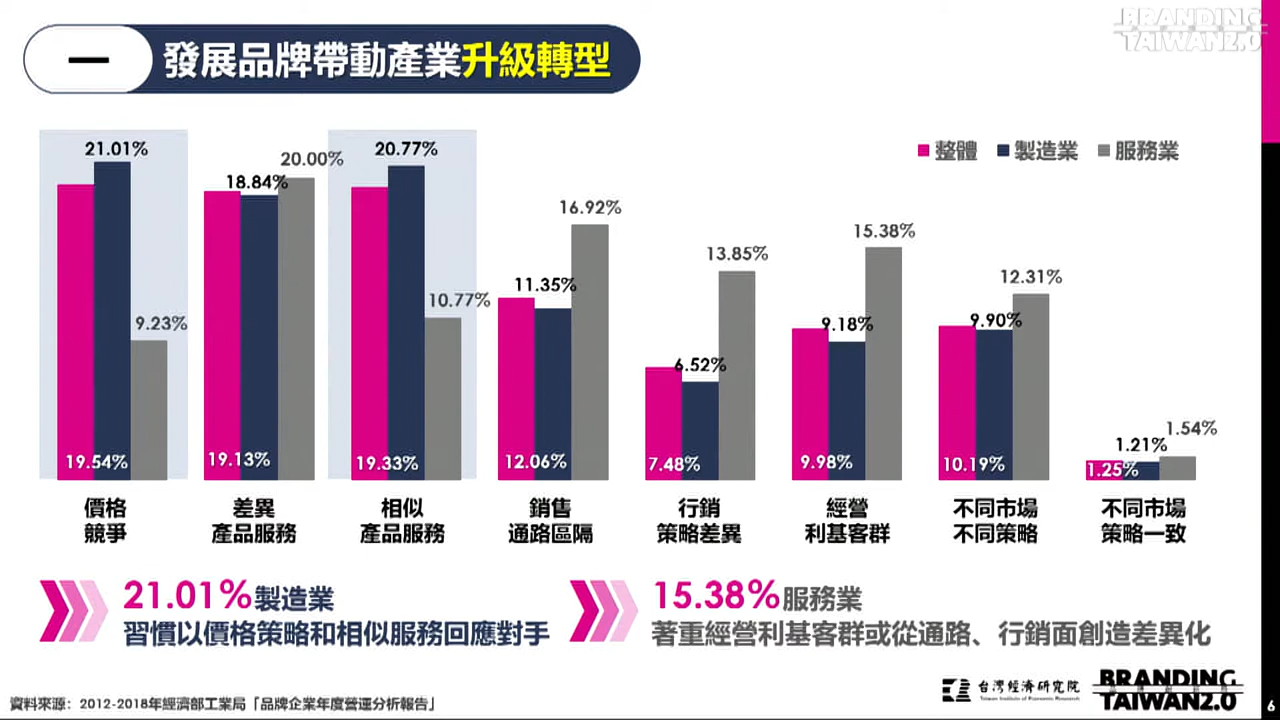 BRANDING
TAIWAN2.0
一 發展品牌帶動產業升級轉型
整體 製造業 服務業
21.01%
19.54%
9.23%
18.84%
20.00%
19.13%
20.77%
19.33%
10.77%
16.92%
11.35%
12.06%
13.85%
6.52%
7.48%
15.38%
9.18%
9.98%
12.31%
9.90%
10.19%
1.54%
1.21%
1.25%
價格
競爭
差異
產品服務
相似
產品服務
銷售
通路區隔
行銷
策略差異
經營
利基客群
不同市場
不同策略
不同市場
策略一致
21.01%製造業
習慣以價格策略和相似服務回應對手
15.38%服務業
著重經營利基客群或從通路、行銷面創造差異化
資料來源：2012-2018年經濟部工業局「品牌企業年度營運分析報告」
台灣經濟研究院
Taiwan Institute of Economic Research
BRANDING
TAIWAN2.0
6